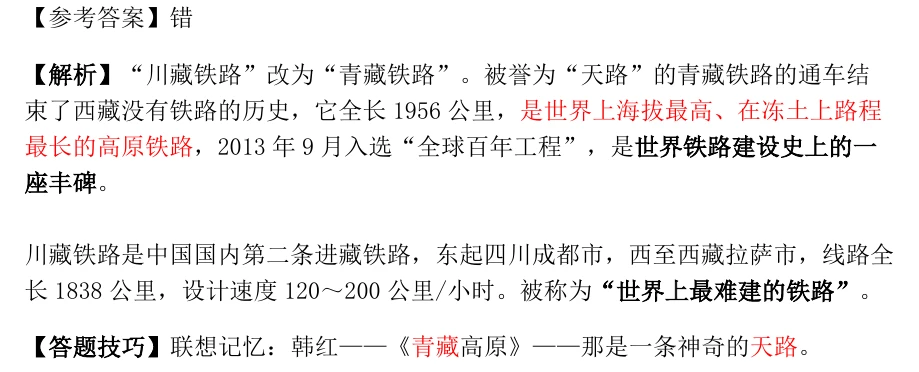 【参考答案】错
【解析】“川藏铁路”改为“青藏铁路”。被誉为“天路”的青藏铁路的通车结
束了西藏没有铁路的历史，它全长 1956 公里，是世界上海拔最高、在冻土上路程
最长的高原铁路，2013 年 9 月入选“全球百年工程”，是世界铁路建设史上的一
座丰碑。
川藏铁路是中国国内第二条进藏铁路，东起四川成都市，西至西藏拉萨市，线路全
长 1838 公里，设计速度 120～200 公里/小时。被称为“世界上最难建的铁路”。
【答题技巧】联想记忆：韩红——《青藏高原》——那是一条神奇的天路。